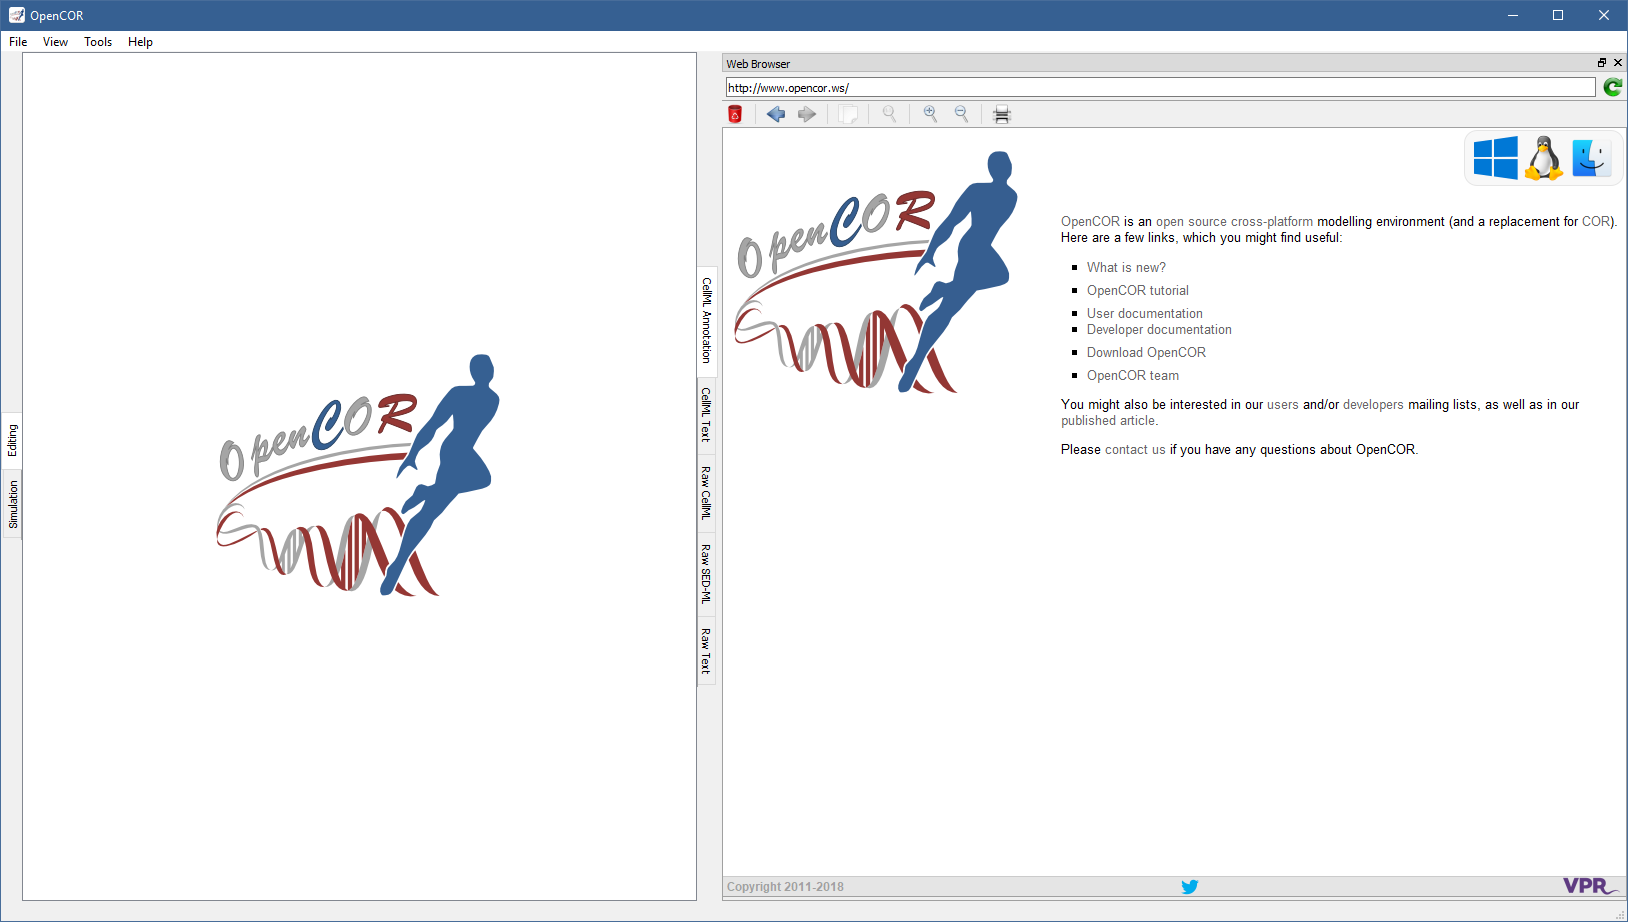 OpenCOR
File View Tools Help
Editing
Simulation
OpenCOR
CellML Annotation
CellML Text
Raw CellML
Raw SED-ML
Raw Text
Web Browser
http://www.opencor.ws/
OpenCOR
OpenCOR is an open source cross-platform modelling environment (and a replacement for COR).
Here are a few links, which you might find useful:
What is new?
OpenCOR tutorial
User documentation
Developer documentation
Download OpenCOR
OpenCOR team
You might also be interested in our users and/or developers mailing lists, as well as in our
published article.
Please contact us if you have any questions about OpenCOR.
Copyright 2011-2018
VPR